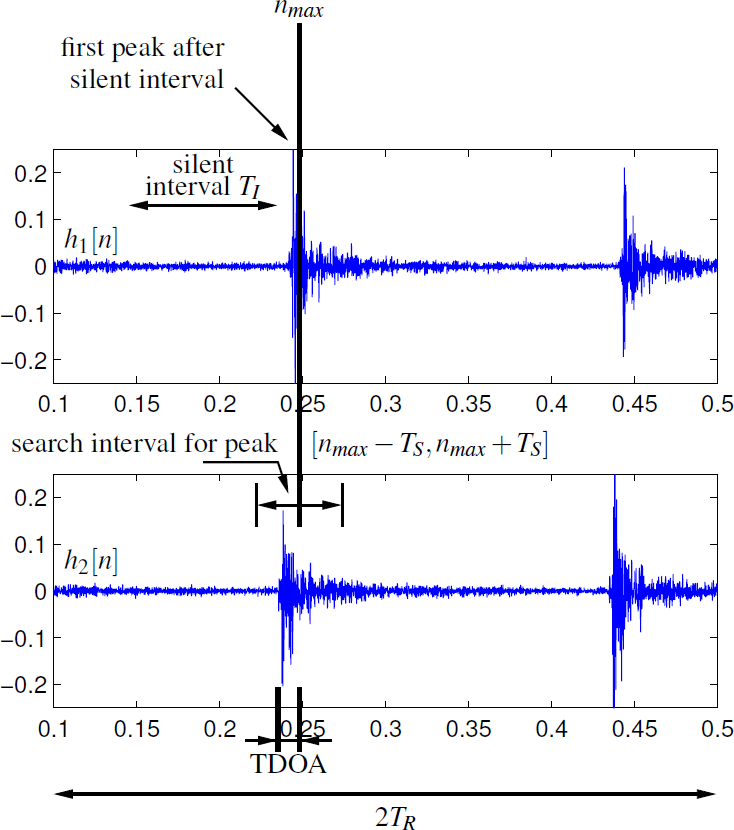 n_max
first peak after
silent interval
silent
interval T_I
h_1[n]
0.2
0.1
0
−0.1
−0.2
0.1 0.15 0.2 0.25 0.3 0.35 0.4 0.45 0.5
search interval for peak [n_max − T_S, n_max + T_S]
h_2[n]
0.2
0.1
0
−0.1
−0.2
0.1 0.15 0.2 0.25 0.3 0.35 0.4 0.45 0.5
TDOA
2T_R